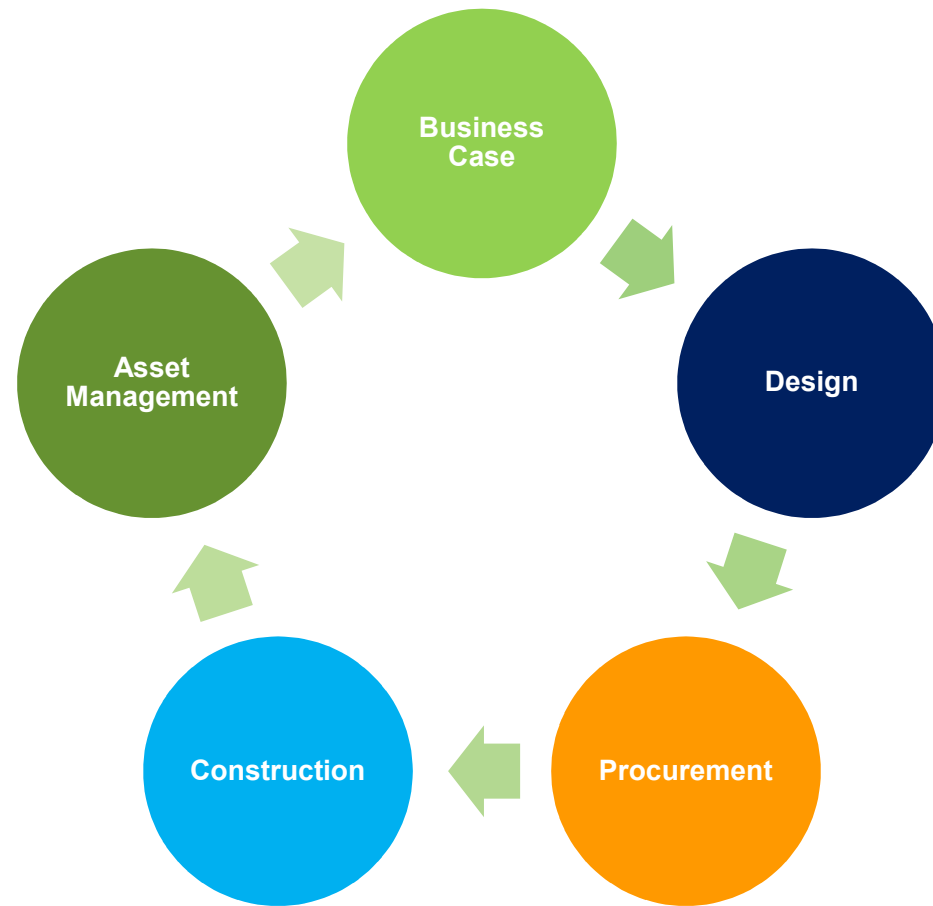 Business
Case
Design
Procurement
Construction
Asset
Management